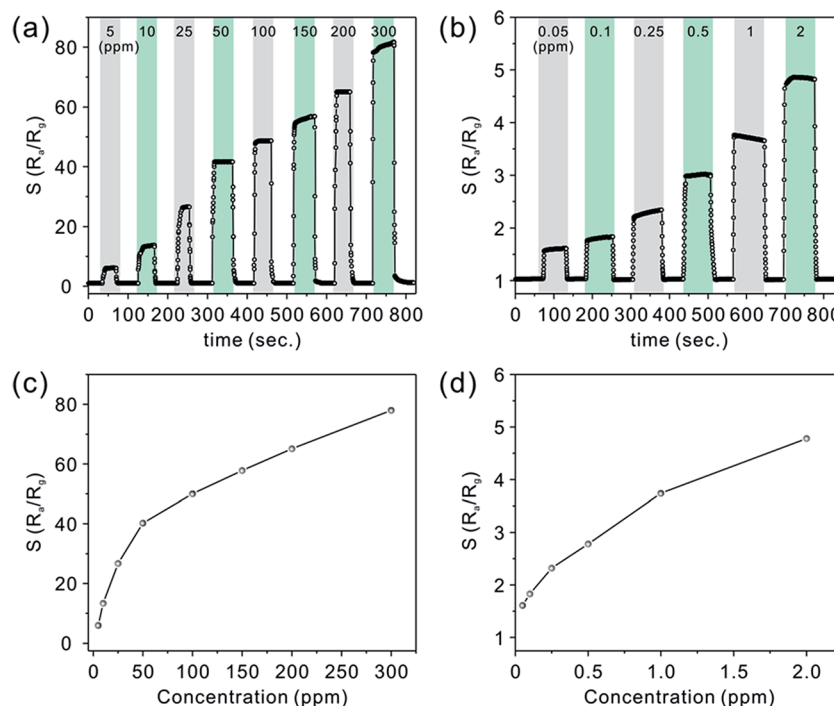 (a)
5 10 25 50 100 150 200 300
(ppm)
80
60
40
20
0
S (Ra/Rg)
0 100 200 300 400 500 600 700 800
time (sec.)
(b)
0.05 0.1 0.25 0.5 1 2
(ppm)
6
5
4
3
2
1
S (Ra/Rg)
0 100 200 300 400 500 600 700 800
time (sec.)
(c)
80
60
40
20
0
S (Ra/Rg)
0 50 100 150 200 250 300
Concentration (ppm)
(d)
6
5
4
3
2
1
S (Ra/Rg)
0.0 0.5 1.0 1.5 2.0
Concentration (ppm)